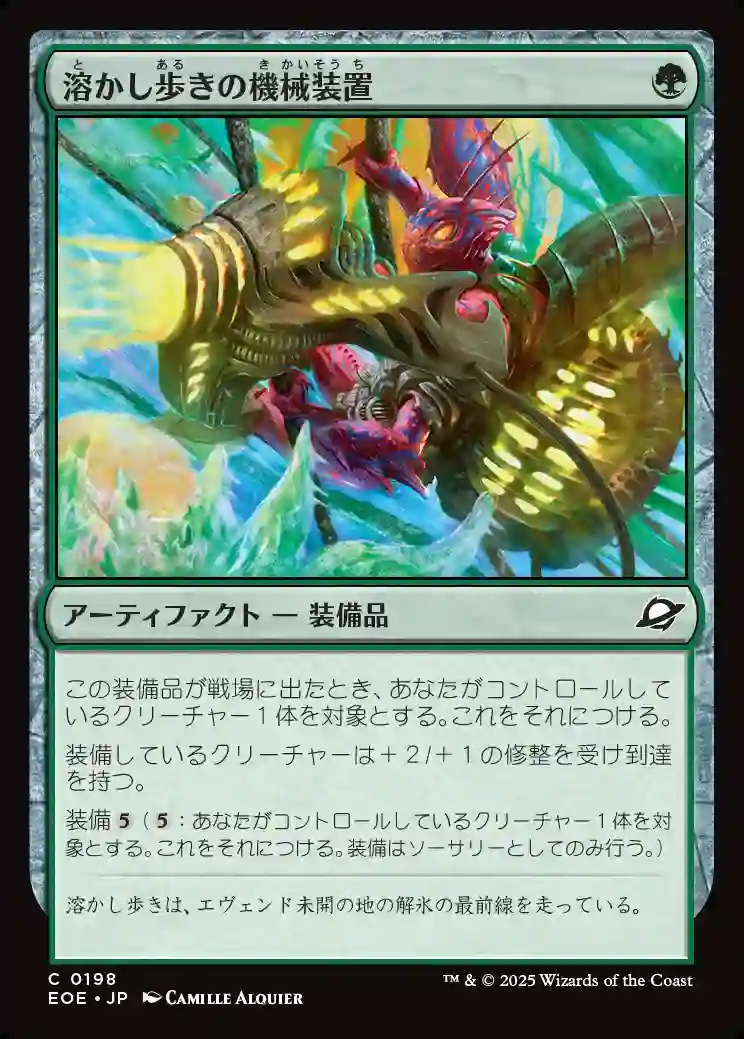 溶かし歩きの機械装置
アーティファクト — 装備品
この装備品が戦場に出たとき、あなたがコントロールして
いるクリーチャー１体を対象とする。これをそれにつける。
装備しているクリーチャーは＋２/＋１の修整を受け到達
を持つ。
装備 5（ 5 ：あなたがコントロールしているクリーチャー１体を対
象とする。これをそれにつける。装備はソーサリーとしてのみ行う。）
溶かし歩きは、エヴェンド未開の地の解氷の最前線を走っている。
C 0198
EOE • JP CAMILLE ALQUIER
™ & © 2025 Wizards of the Coast